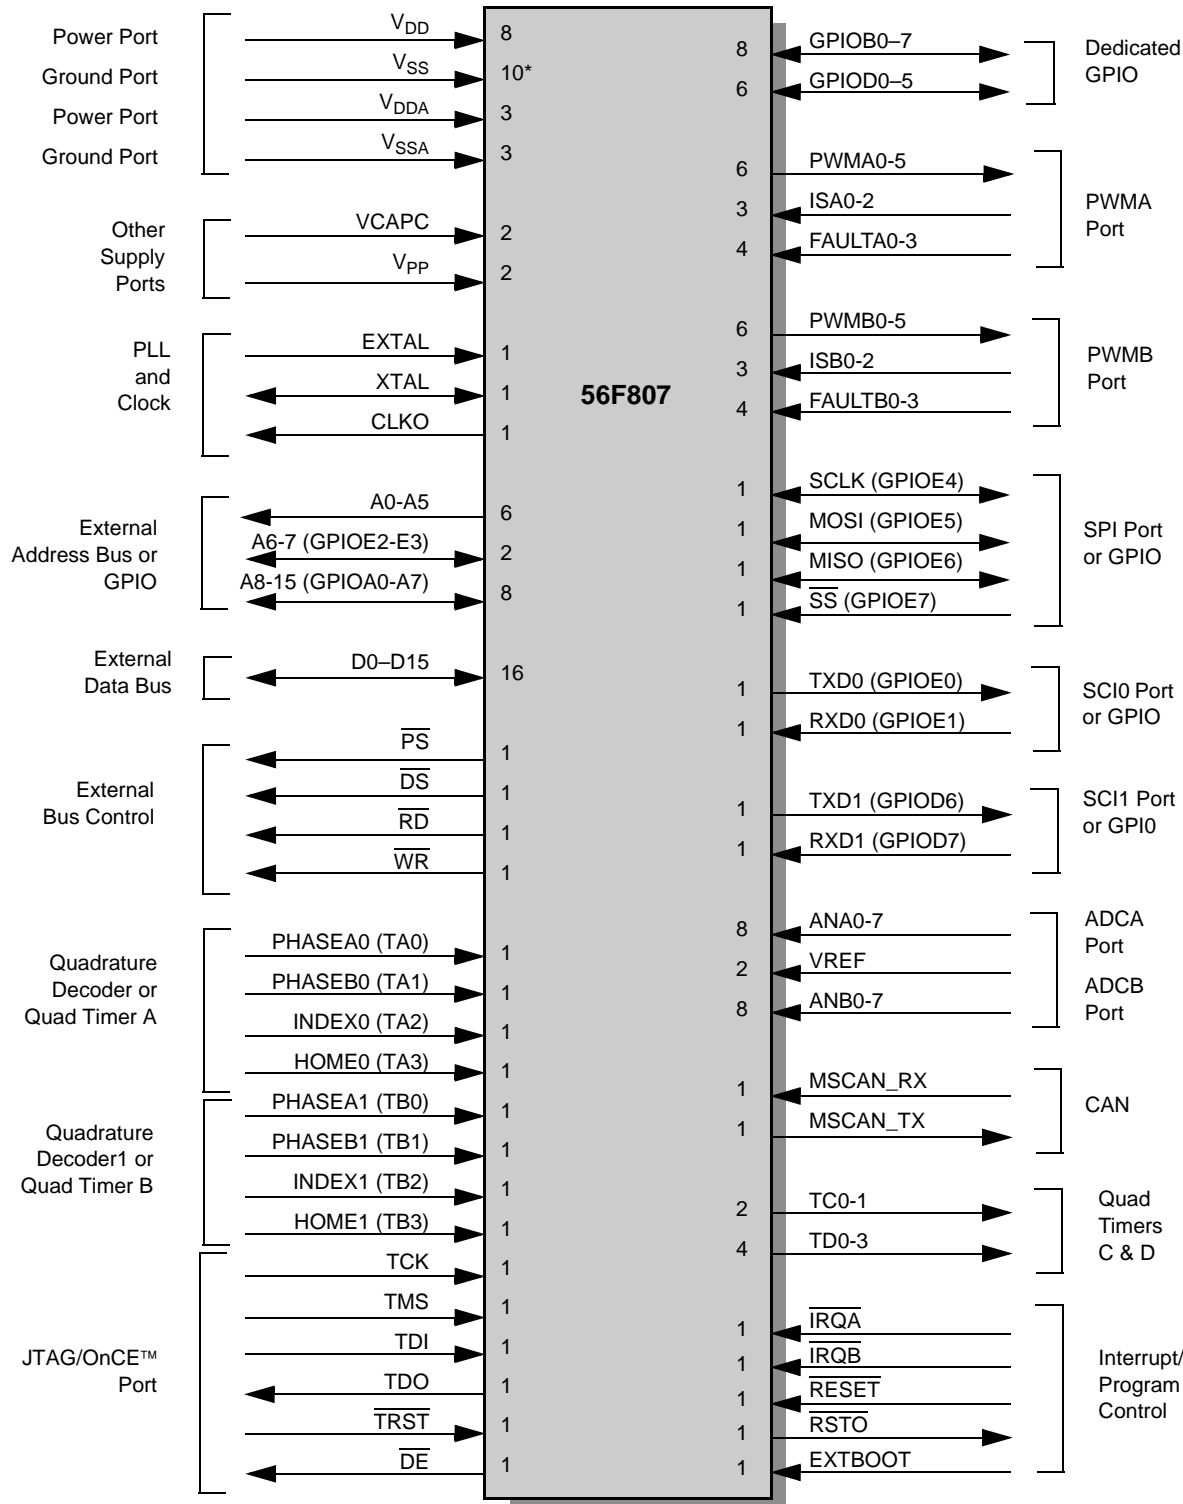 Power Port
V_DD
8
Ground Port
V_SS
10*
Power Port
V_DDA
3
Ground Port
V_SSA
3
Other
Supply
Ports
VCAPC
2
V_PP
2
PLL
and
Clock
EXTAL
1
XTAL
1
CLKO
1
External
Address Bus or
GPIO
A0-A5
6
A6-7 (GPIOE2-E3)
2
A8-15 (GPIOA0-A7)
8
External
Data Bus
D0–D15
16
External
Bus Control
PS
1
DS
1
RD
1
WR
1
Quadrature
Decoder or
Quad Timer A
PHASEA0 (TA0)
1
PHASEB0 (TA1)
1
INDEX0 (TA2)
1
HOME0 (TA3)
1
Quadrature
Decoder1 or
Quad Timer B
PHASEA1 (TB0)
1
PHASEB1 (TB1)
1
INDEX1 (TB2)
1
HOME1 (TB3)
1
JTAG/OnCE™
Port
TCK
1
TMS
1
TDI
1
TDO
1
TRST
1
DE
1
56F807
8
GPIOB0–7
6
GPIOD0–5
Dedicated
GPIO
6
PWMA0-5
3
ISA0-2
4
FAULTA0-3
PWMA
Port
6
PWMB0-5
3
ISB0-2
4
FAULTB0-3
PWMB
Port
1
SCLK (GPIOE4)
1
MOSI (GPIOE5)
1
MISO (GPIOE6)
1
SS (GPIOE7)
SPI Port
or GPIO
1
TXD0 (GPIOE0)
1
RXD0 (GPIOE1)
SCI0 Port
or GPIO
1
TXD1 (GPIOD6)
1
RXD1 (GPIOD7)
SCI1 Port
or GPI0
8
ANA0-7
2
VREF
8
ANB0-7
ADCA
Port
ADCB
Port
1
MSCAN_RX
1
MSCAN_TX
CAN
2
TC0-1
4
TD0-3
Quad
Timers
C & D
1
IRQA
1
IRQB
1
RESET
1
RSTO
1
EXTBOOT
Interrupt/
Program
Control